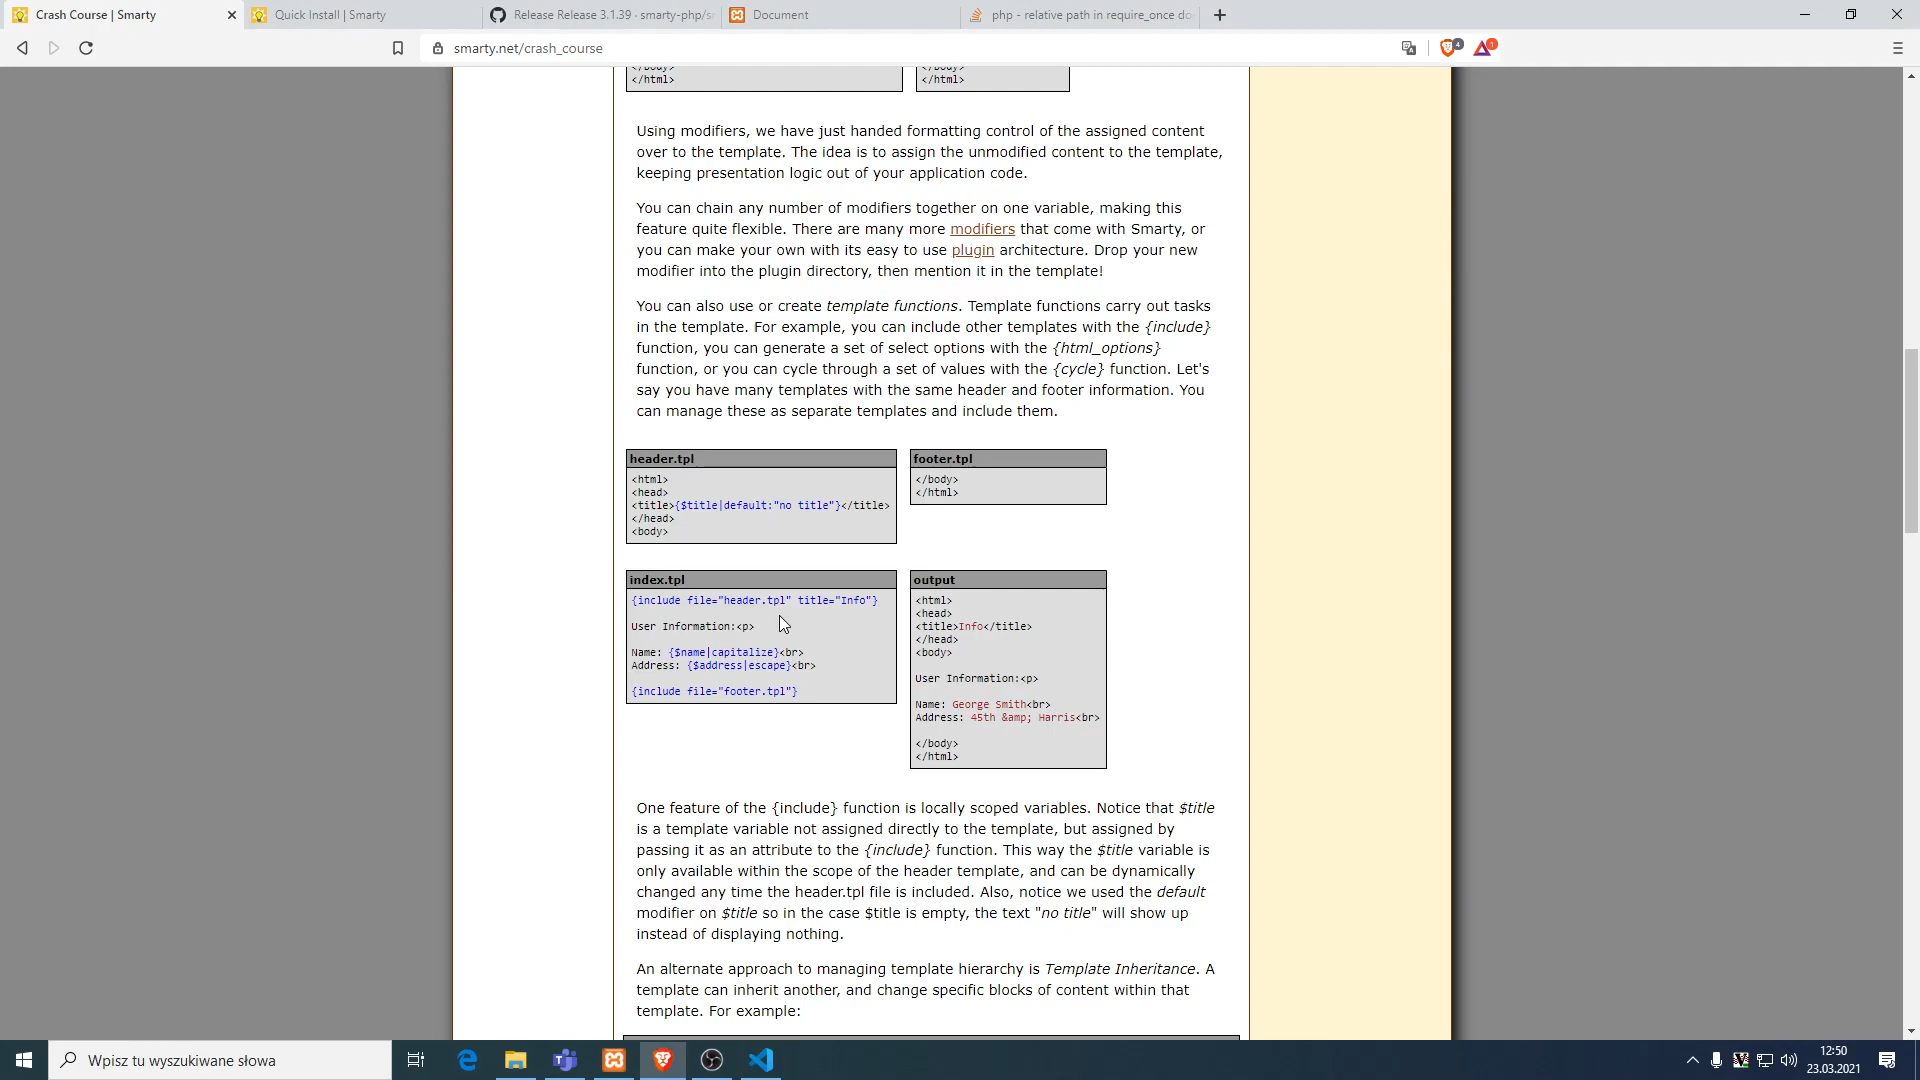 Crash Course | Smarty
Quick Install | Smarty
Release Release 3.1.39 · smarty-php/s
Document
php - relative path in require_once do
smarty.net/crash_course
4
1
</body>
</html>
</body>
</html>
Using modifiers, we have just handed formatting control of the assigned content
over to the template. The idea is to assign the unmodified content to the template,
keeping presentation logic out of your application code.
You can chain any number of modifiers together on one variable, making this
feature quite flexible. There are many more modifiers that come with Smarty, or
you can make your own with its easy to use plugin architecture. Drop your new
modifier into the plugin directory, then mention it in the template!
You can also use or create template functions. Template functions carry out tasks
in the template. For example, you can include other templates with the {include}
function, you can generate a set of select options with the {html_options}
function, or you can cycle through a set of values with the {cycle} function. Let's
say you have many templates with the same header and footer information. You
can manage these as separate templates and include them.
header.tpl
<html>
<head>
<title>{$title|default:"no title"}</title>
</head>
<body>
footer.tpl
</body>
</html>
index.tpl
{include file="header.tpl" title="Info"}
User Information:<p>
Name: {$name|capitalize}<br>
Address: {$address|escape}<br>
{include file="footer.tpl"}
output
<html>
<head>
<title>Info</title>
</head>
<body>
User Information:<p>
Name: George Smith<br>
Address: 45th &amp; Harris<br>
</body>
</html>
One feature of the {include} function is locally scoped variables. Notice that $title
is a template variable not assigned directly to the template, but assigned by
passing it as an attribute to the {include} function. This way the $title variable is
only available within the scope of the header template, and can be dynamically
changed any time the header.tpl file is included. Also, notice we used the default
modifier on $title so in the case $title is empty, the text "no title" will show up
instead of displaying nothing.
An alternate approach to managing template hierarchy is Template Inheritance. A
template can inherit another, and change specific blocks of content within that
template. For example:
Wpisz tu wyszukiwane słowa
12:50
23.03.2021